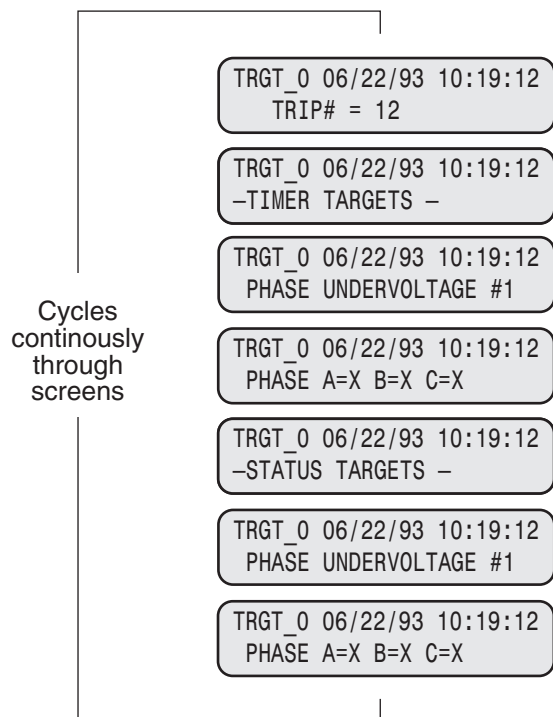 TRGT_0 06/22/93 10:19:12
TRIP# = 12
TRGT_0 06/22/93 10:19:12
–TIMER TARGETS –
TRGT_0 06/22/93 10:19:12
PHASE UNDERVOLTAGE #1
Cycles
continously
through
screens
TRGT_0 06/22/93 10:19:12
PHASE A=X B=X C=X
TRGT_0 06/22/93 10:19:12
–STATUS TARGETS –
TRGT_0 06/22/93 10:19:12
PHASE UNDERVOLTAGE #1
TRGT_0 06/22/93 10:19:12
PHASE A=X B=X C=X